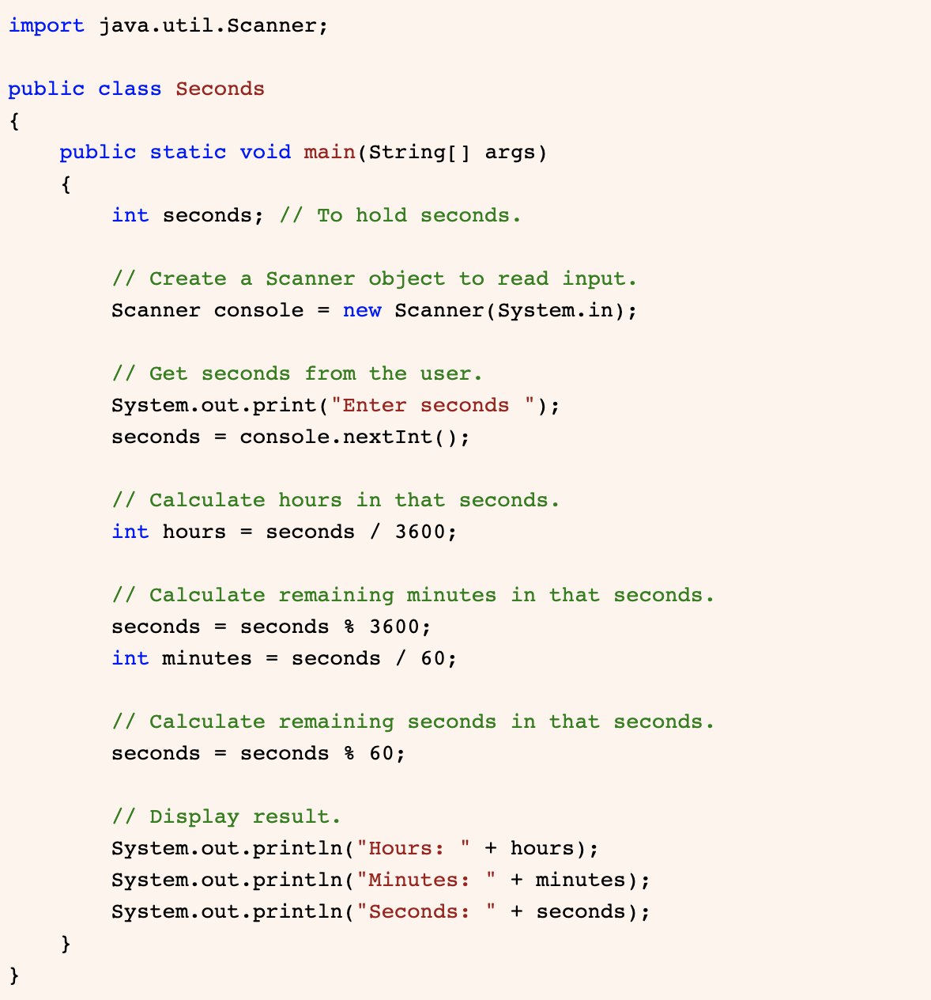 import java.util.Scanner;

public class Seconds
{
    public static void main(String[] args)
    {
        int seconds; // To hold seconds.

        // Create a Scanner object to read input.
        Scanner console = new Scanner(System.in);

        // Get seconds from the user.
        System.out.print("Enter seconds ");
        seconds = console.nextInt();

        // Calculate hours in that seconds.
        int hours = seconds / 3600;

        // Calculate remaining minutes in that seconds.
        seconds = seconds % 3600;
        int minutes = seconds / 60;

        // Calculate remaining seconds in that seconds.
        seconds = seconds % 60;

        // Display result.
        System.out.println("Hours: " + hours);
        System.out.println("Minutes: " + minutes);
        System.out.println("Seconds: " + seconds);
    }
}